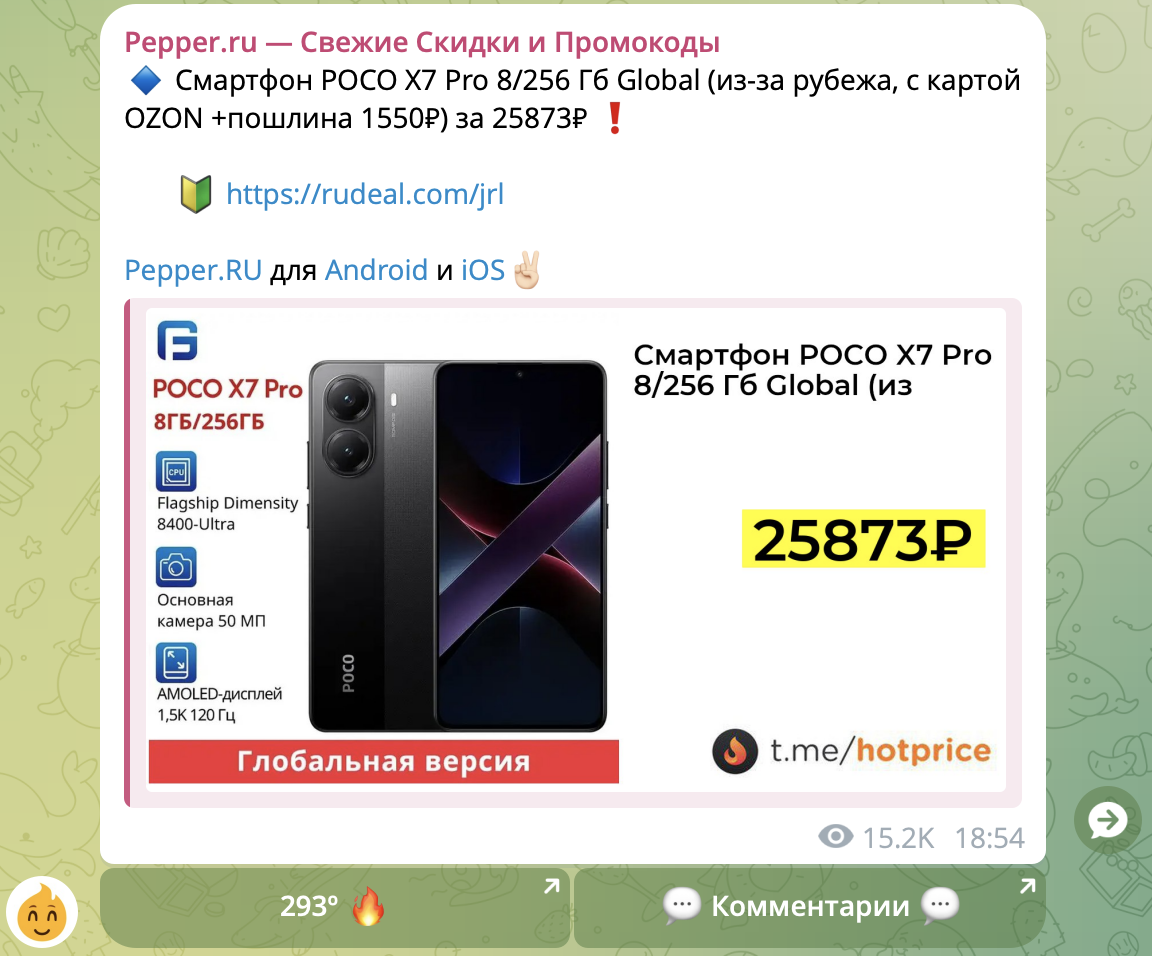 Pepper.ru — Свежие Скидки и Промокоды
🔷 Смартфон POCO X7 Pro 8/256 Гб Global (из-за рубежа, с картой
OZON +пошлина 1550₽) за 25873₽ ❗
🔰 https://rudeal.com/jrl
Pepper.RU для Android и iOS ✌🏻
POCO X7 Pro
8ГБ/256ГБ
CPU
Flagship Dimensity
8400-Ultra
Основная
камера 50 МП
AMOLED-дисплей
1,5K 120 Гц
POCO
Глобальная версия
Смартфон POCO X7 Pro
8/256 Гб Global (из
25873₽
t.me/hotprice
15.2K 18:54
293º 🔥
💬 Комментарии 💬